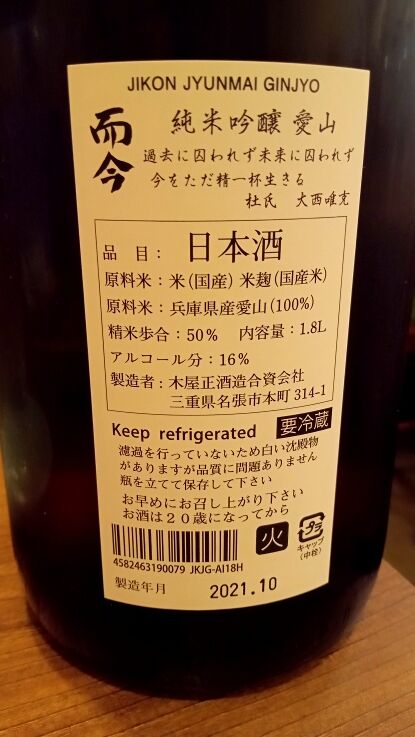 JIKON JYUNMAI GINJYO
而今
純米吟醸 愛山
過去に囚われず未来に囚われず
今をただ精一杯生きる
杜氏 大西唯克
品 目： 日本酒
原料米：米(国産) 米麹(国産米)
原料米：兵庫県産愛山(100%)
精米歩合：50% 内容量：1.8L
アルコール分：16%
製造者：木屋正酒造合資会社
三重県名張市本町 314-1
Keep refrigerated 要冷蔵
濾過を行っていないため白い沈殿物
がありますが品質に問題ありません
瓶を立てて保存して下さい
お早めにお召し上がり下さい
お酒は２０歳になってから
4582463190079 JKJG-AI18H
火
プラ
キャップ
(中栓)
製造年月 2021.10